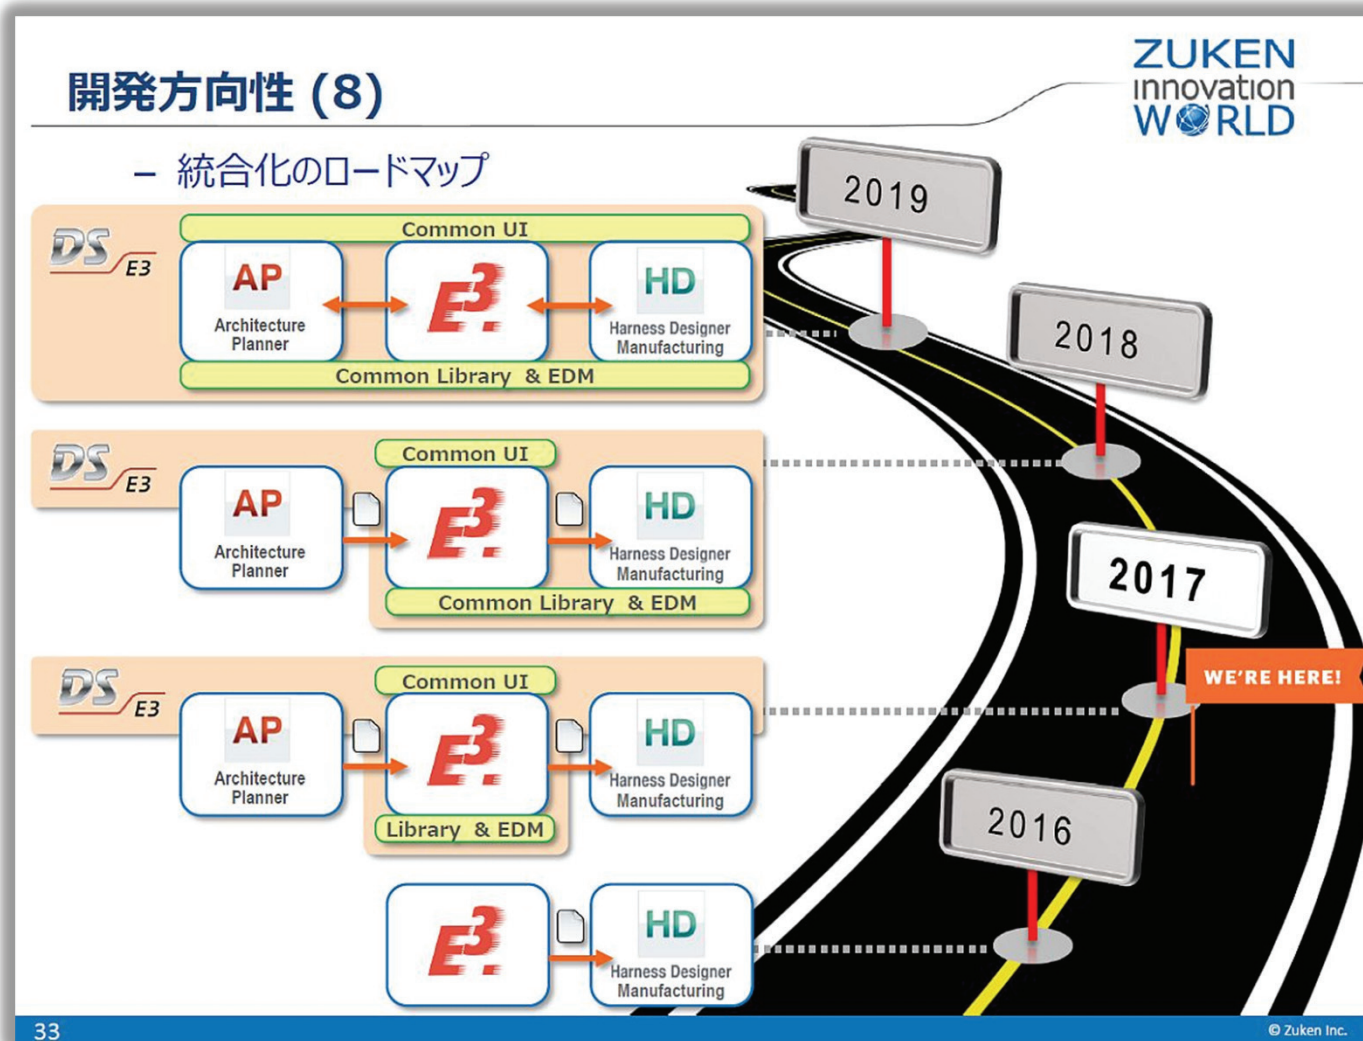 開発方向性 (8)
ZUKEN
innovation
WORLD
– 統合化のロードマップ
2019
DS E3
Common UI
AP
Architecture
Planner
E3.
HD
Harness Designer
Manufacturing
Common Library & EDM
2018
DS E3
Common UI
AP
Architecture
Planner
E3.
HD
Harness Designer
Manufacturing
Common Library & EDM
2017
WE'RE HERE!
DS E3
Common UI
AP
Architecture
Planner
E3.
HD
Harness Designer
Manufacturing
Library & EDM
2016
E3.
HD
Harness Designer
Manufacturing
33
© Zuken Inc.